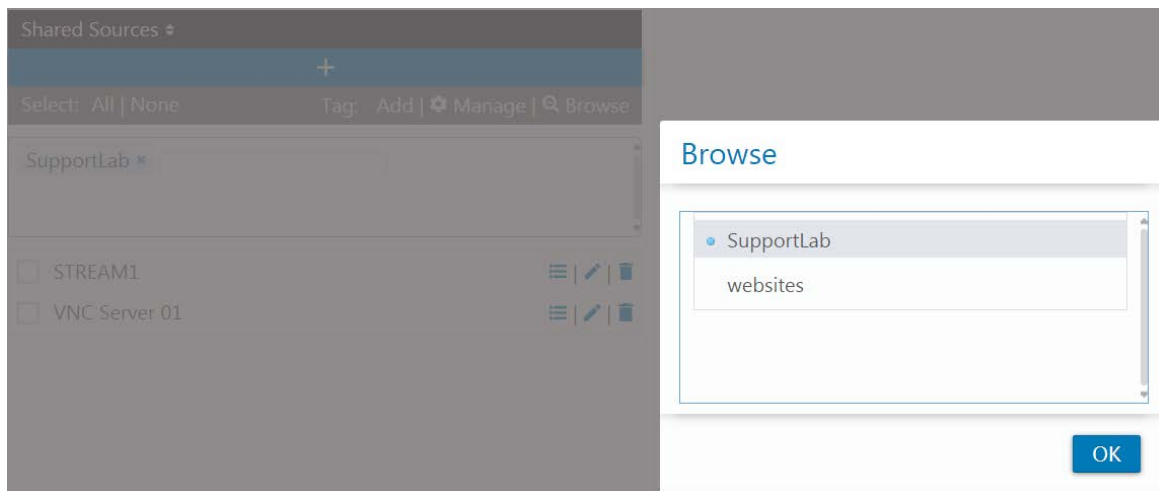 Shared Sources
+
Select: All | None Tag: Add | Manage | Browse
SupportLab ×
STREAM1 | |
VNC Server 01 | |
Browse
SupportLab
websites
OK